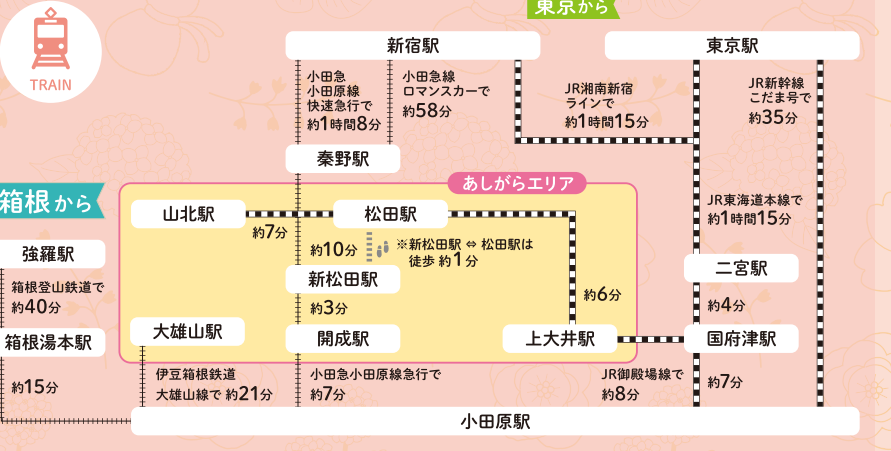 東京から
TRAIN
新宿駅
東京駅
小田急
小田原線
快速急行で
約1時間8分
小田急線
ロマンスカーで
約58分
JR湘南新宿
ラインで
約1時間15分
JR新幹線
こだま号で
約35分
秦野駅
あしがらエリア
箱根から
山北駅
松田駅
約7分
約10分
※新松田駅 ⇔ 松田駅は
徒歩 約1分
JR東海道本線で
約1時間15分
強羅駅
新松田駅
二宮駅
箱根登山鉄道で
約40分
約3分
約6分
約4分
箱根湯本駅
大雄山駅
開成駅
上大井駅
国府津駅
約15分
伊豆箱根鉄道
大雄山線で 約21分
小田急小田原線急行で
約7分
JR御殿場線で
約8分
約7分
小田原駅